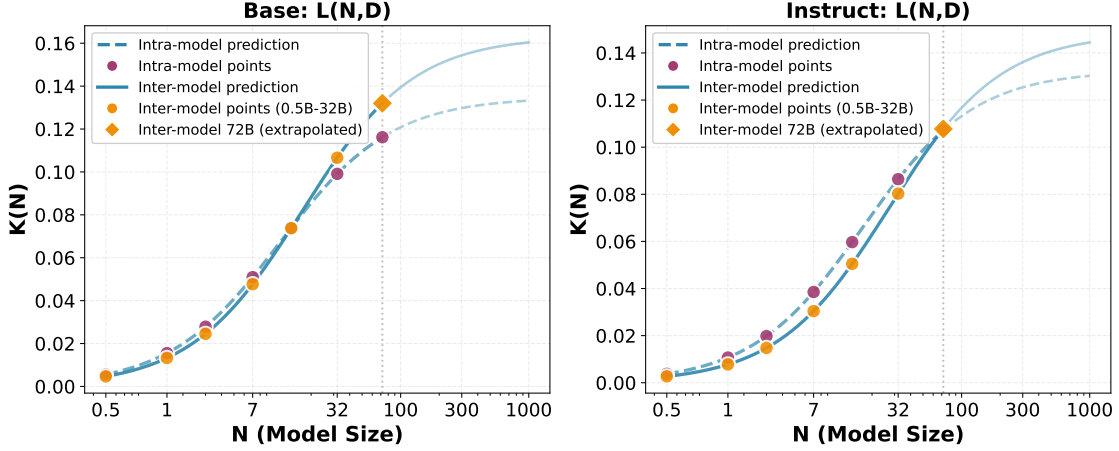 Base: L(N,D)
K(N)
0.16
0.14
0.12
0.10
0.08
0.06
0.04
0.02
0.00
Intra-model prediction
Intra-model points
Inter-model prediction
Inter-model points (0.5B-32B)
Inter-model 72B (extrapolated)
0.5 1 7 32 100 300 1000
N (Model Size)
Instruct: L(N,D)
K(N)
0.14
0.12
0.10
0.08
0.06
0.04
0.02
0.00
Intra-model prediction
Intra-model points
Inter-model prediction
Inter-model points (0.5B-32B)
Inter-model 72B (extrapolated)
0.5 1 7 32 100 300 1000
N (Model Size)